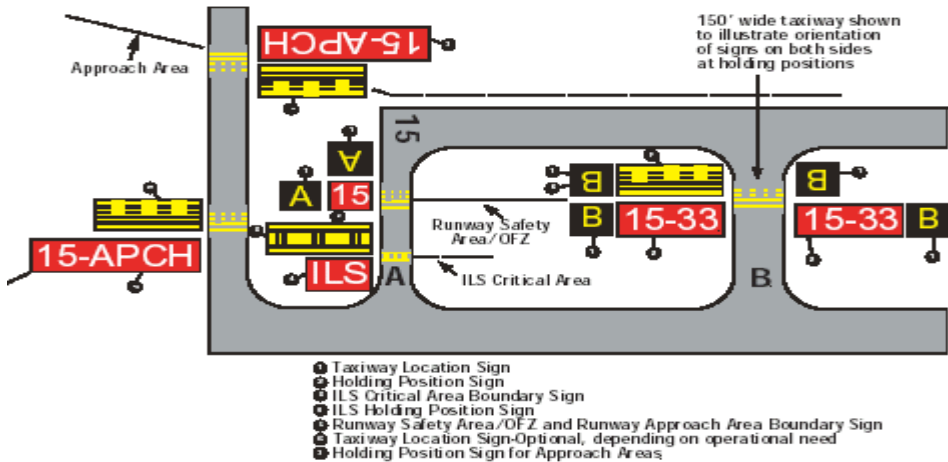 15-APCH
Approach Area
150' wide taxiway shown
to illustrate orientation
of signs on both sides
at holding positions
15
A
A
15
B
B
B
15-33
15-33
B
Runway Safety
Area/OFZ
15-APCH
ILS
A
ILS Critical Area
B
Taxiway Location Sign
Holding Position Sign
ILS Critical Area Boundary Sign
ILS Holding Position Sign
Runway Safety Area/OFZ and Runway Approach Area Boundary Sign
Taxiway Location Sign-Optional, depending on operational need
Holding Position Sign for Approach Areas